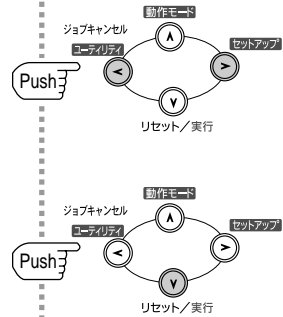 動作モード
ジョブキャンセル
ユーティリティ
セットアップ
Push
リセット／実行
動作モード
ジョブキャンセル
ユーティリティ
セットアップ
Push
リセット／実行